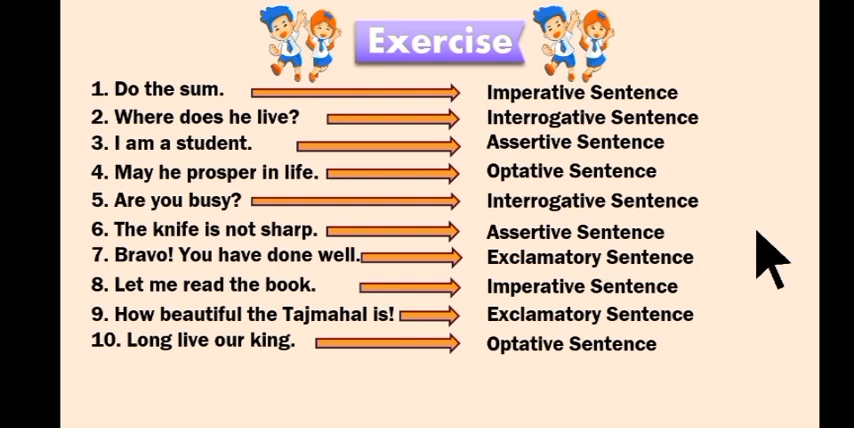 Exercise
1. Do the sum. Imperative Sentence
2. Where does he live? Interrogative Sentence
3. I am a student. Assertive Sentence
4. May he prosper in life. Optative Sentence
5. Are you busy? Interrogative Sentence
6. The knife is not sharp. Assertive Sentence
7. Bravo! You have done well. Exclamatory Sentence
8. Let me read the book. Imperative Sentence
9. How beautiful the Tajmahal is! Exclamatory Sentence
10. Long live our king. Optative Sentence